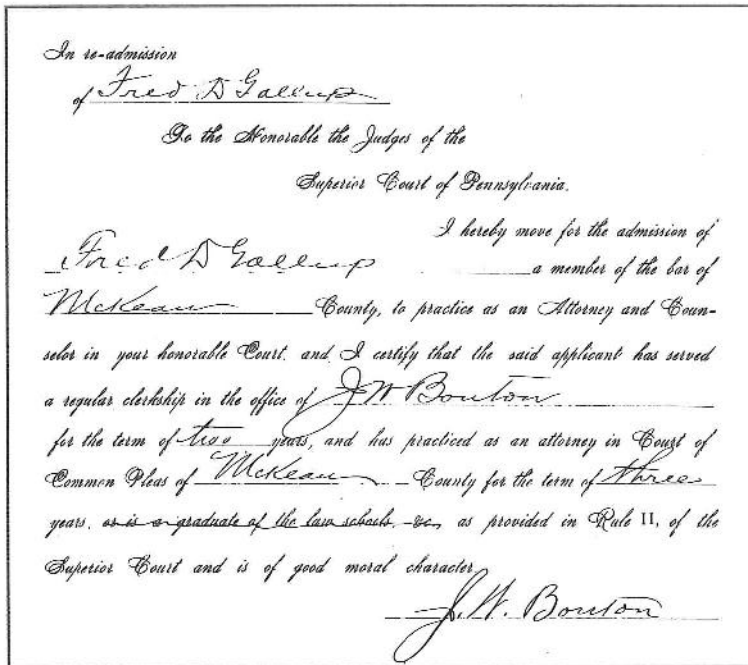 In re-admission
of Fred D Gallup
To the Honorable the Judges of the
Superior Court of Pennsylvania.
I hereby move for the admission of
Fred D Gallup a member of the bar of
McKean County, to practice as an Attorney and Coun-
selor in your honorable Court, and I certify that the said applicant has served
a regular clerkship in the office of J W Bouton
for the term of two years, and has practiced as an attorney in Court of
Common Pleas of McKean County for the term of three
years, or is a graduate of the law schools, &c, as provided in Rule II, of the
Superior Court and is of good moral character
J. W. Bouton